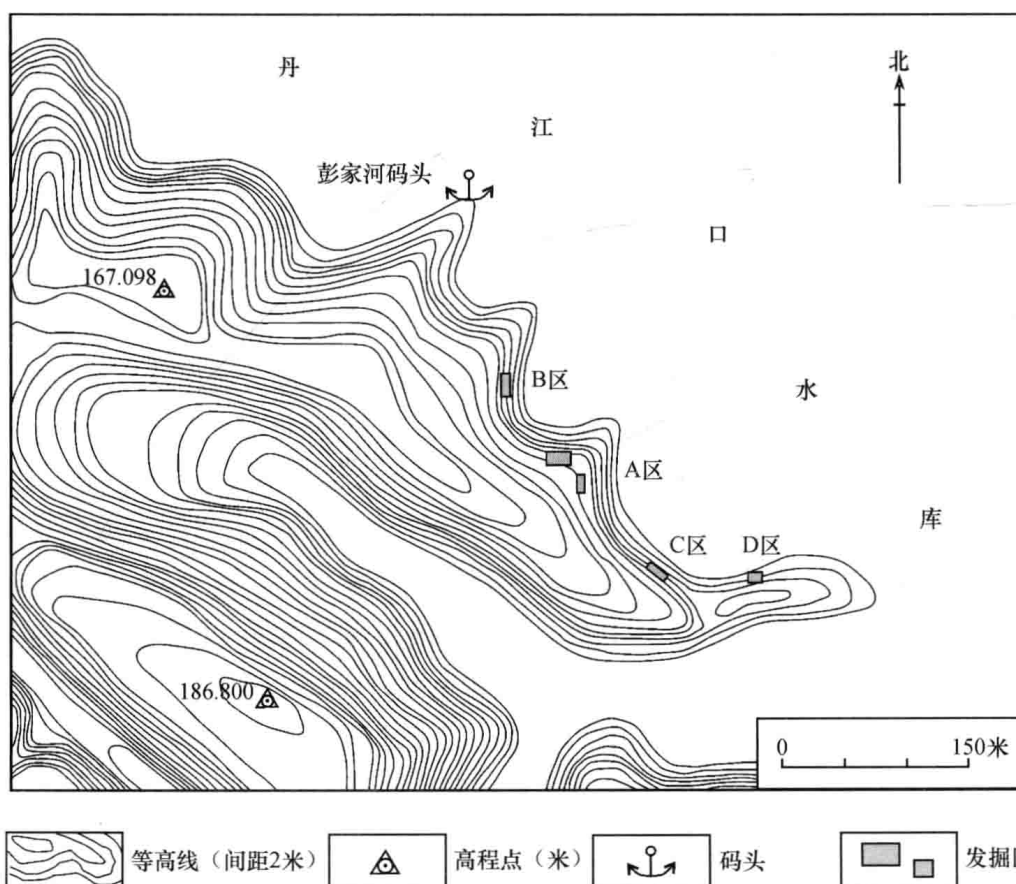 丹
北
江
彭家河码头
口
167.098
B区
水
A区
库
C区
D区
186.800
0
150米
等高线（间距2米）
高程点（米）
码头
发掘